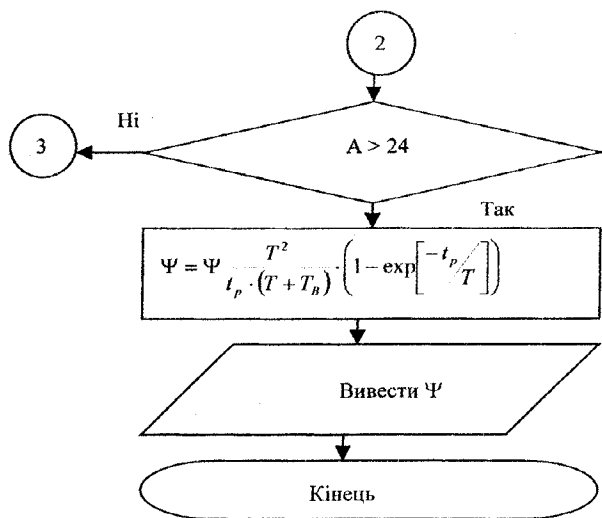 2
Ні
3
A > 24
Так
Ψ = Ψ T² / (t_p · (T + T_B)) · (1 − exp[−t_p / T])
Вивести Ψ
Кінець